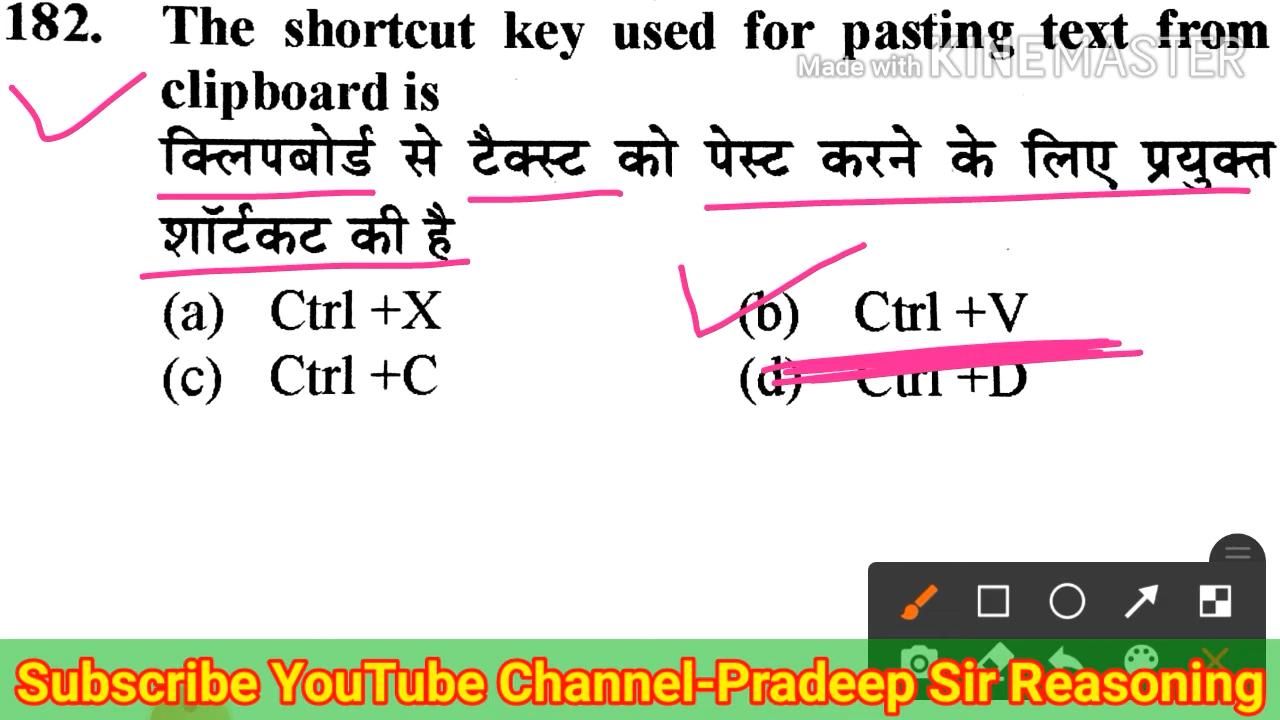 182. The shortcut key used for pasting text from
Made with KINEMASTER
clipboard is
क्लिपबोर्ड से टैक्स्ट को पेस्ट करने के लिए प्रयुक्त
शॉर्टकट की है
(a) Ctrl +X (b) Ctrl +V
(c) Ctrl +C (d) Ctrl +D
Subscribe YouTube Channel-Pradeep Sir Reasoning